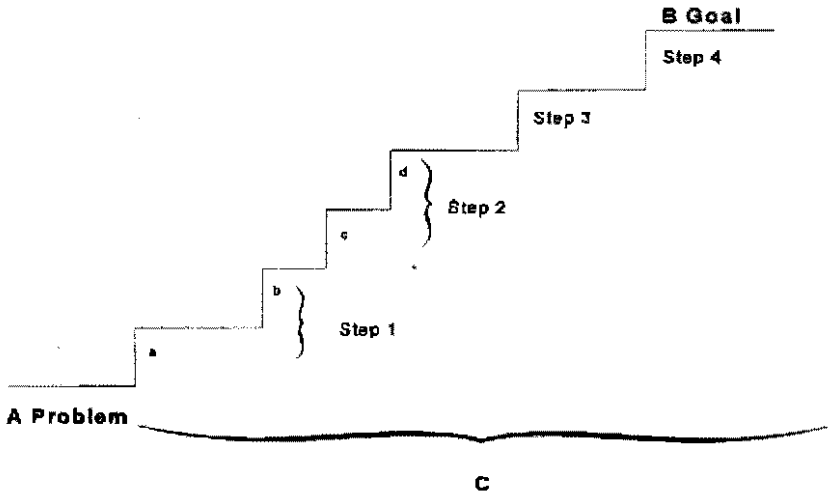 B Goal
Step 4
Step 3
d
Step 2
c
b
Step 1
a
A Problem
C